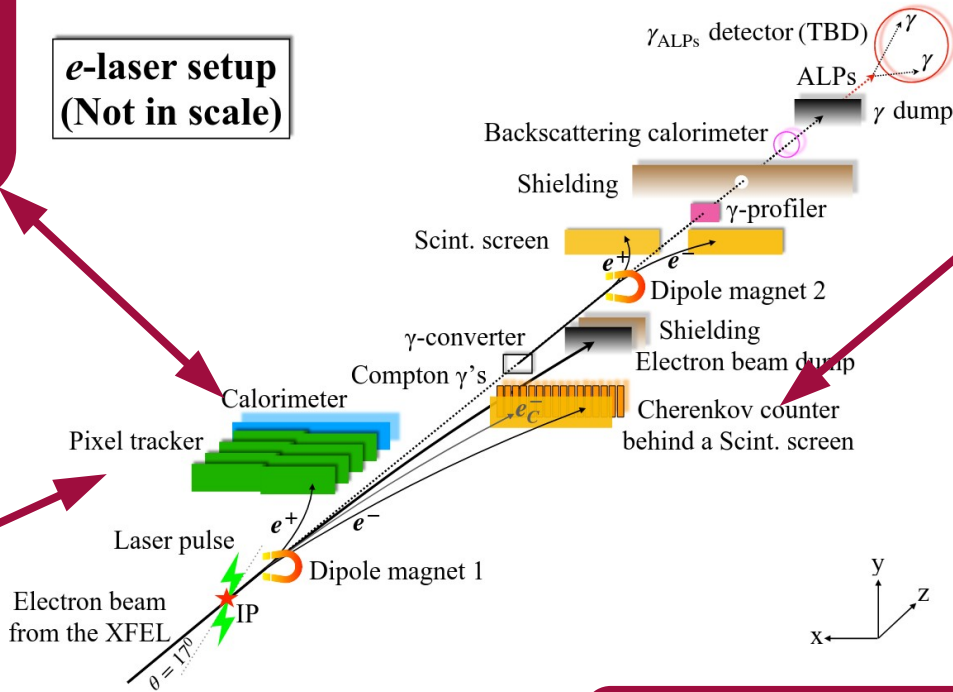 e-laser setup
(Not in scale)
γALPs detector (TBD)
γ
γ
ALPs
γ dump
Backscattering calorimeter
Shielding
γ-profiler
Scint. screen
e+
e−
Dipole magnet 2
γ-converter
Shielding
Electron beam dump
Compton γ's
Calorimeter
e−C
Cherenkov counter
behind a Scint. screen
Pixel tracker
e+
e−
Laser pulse
Dipole magnet 1
Electron beam
from the XFEL
IP
θ = 17⁰
y
z
x